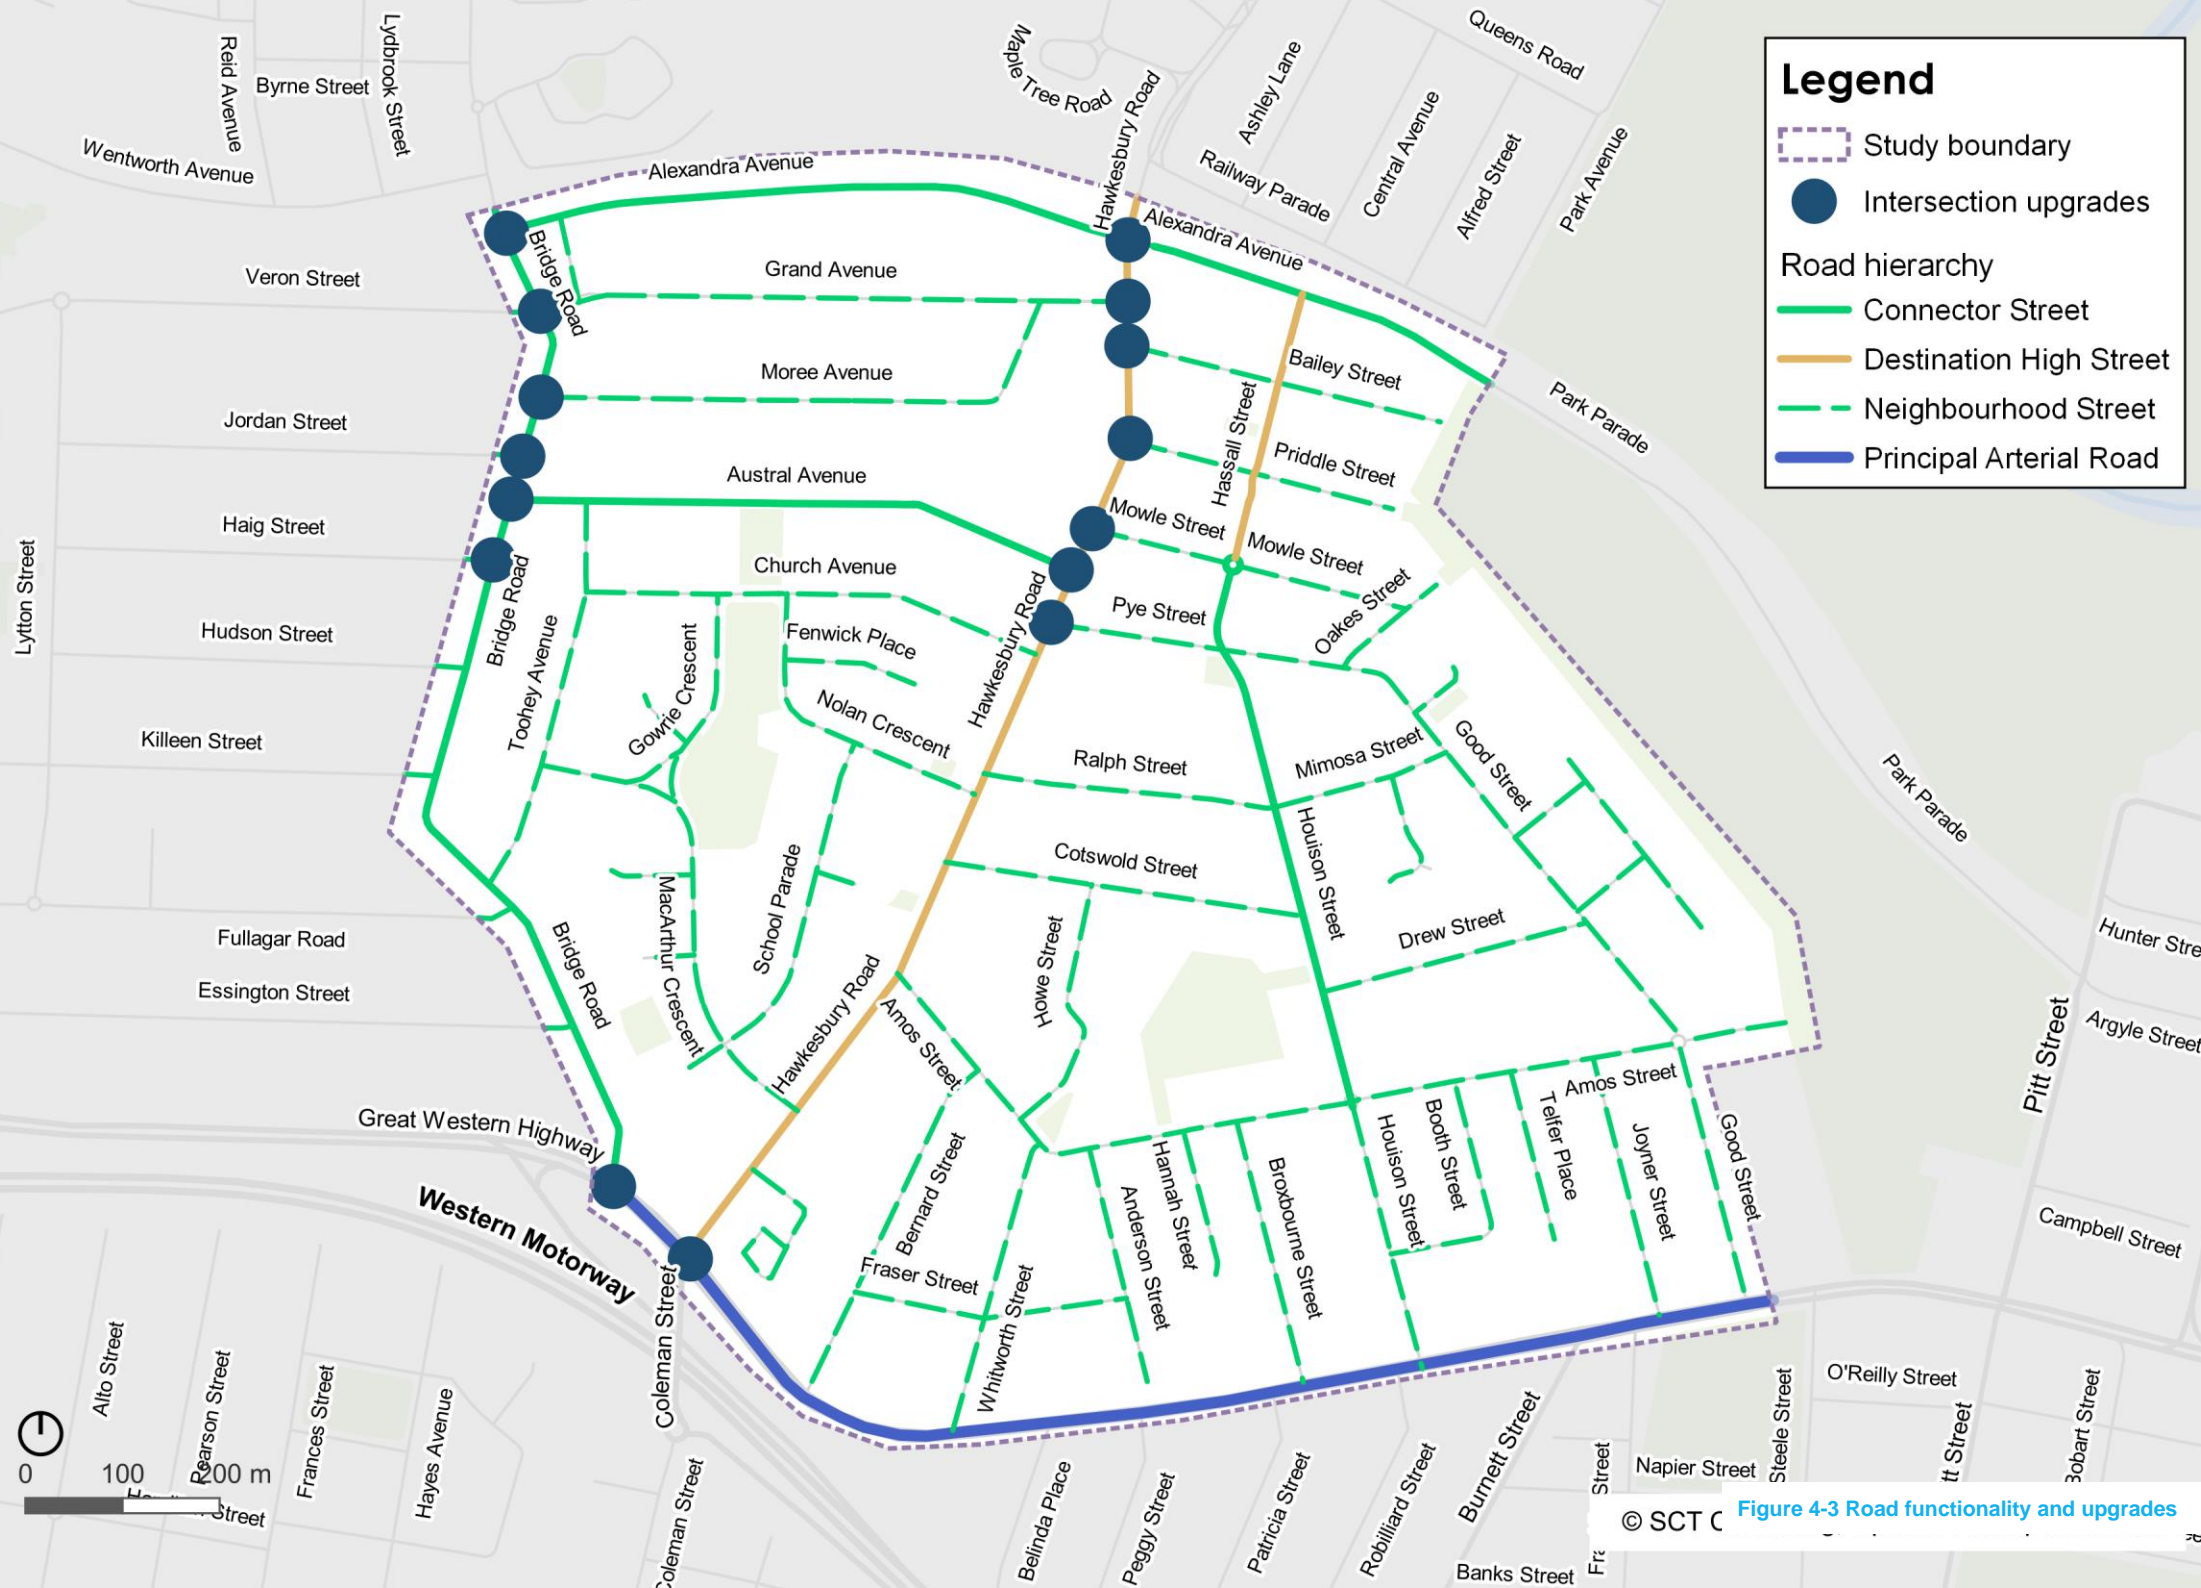 Reid Avenue
Byrne Street
Lydbrook Street
Wentworth Avenue
Maple Tree Road
Hawkesbury Road
Ashley Lane
Queens Road
Central Avenue
Railway Parade
Alfred Street
Park Avenue
Legend
Study boundary
Intersection upgrades
Road hierarchy
Connector Street
Destination High Street
Neighbourhood Street
Principal Arterial Road
Alexandra Avenue
Alexandra Avenue
Bridge Road
Veron Street
Grand Avenue
Moree Avenue
Bailey Street
Park Parade
Jordan Street
Hassall Street
Priddle Street
Austral Avenue
Mowle Street
Mowle Street
Haig Street
Lytton Street
Church Avenue
Hawkesbury Road
Pye Street
Oakes Street
Bridge Road
Hudson Street
Toohey Avenue
Gowrie Crescent
Fenwick Place
Nolan Crescent
Killeen Street
Ralph Street
Mimosa Street
Good Street
Park Parade
Houison Street
Cotswold Street
School Parade
MacArthur Crescent
Bridge Road
Fullagar Road
Essington Street
Howe Street
Drew Street
Hawkesbury Road
Amos Street
Hunter Stre
Argyle Street
Pitt Street
Great Western Highway
Western Motorway
Amos Street
Bernard Street
Hannah Street
Anderson Street
Broxbourne Street
Houison Street
Booth Street
Telfer Place
Joyner Street
Good Street
Campbell Street
Fraser Street
Whitworth Street
Coleman Street
Alto Street
Pearson Street
Frances Street
Hayes Avenue
Coleman Street
Belinda Place
Peggy Street
Patricia Street
Robilliard Street
Burnett Street
Banks Street
Napier Street
Steele Street
O'Reilly Street
tt Street
Bobart Street
Street
0 100 200 m
Street
© SCT C
Figure 4-3 Road functionality and upgrades